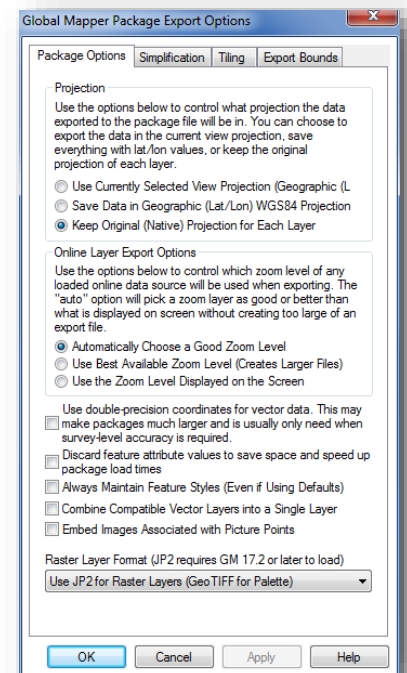 Global Mapper Package Export Options
Package Options Simplification Tiling Export Bounds
Projection
Use the options below to control what projection the data
exported to the package file will be in. You can choose to
export the data in the current view projection, save
everything with lat/lon values, or keep the original
projection of each layer.
Use Currently Selected View Projection (Geographic (L
Save Data in Geographic (Lat/Lon) WGS84 Projection
Keep Original (Native) Projection for Each Layer
Online Layer Export Options
Use the options below to control which zoom level of any
loaded online data source will be used when exporting. The
"auto" option will pick a zoom layer as good or better than
what is displayed on screen without creating too large of an
export file.
Automatically Choose a Good Zoom Level
Use Best Available Zoom Level (Creates Larger Files)
Use the Zoom Level Displayed on the Screen
Use double-precision coordinates for vector data. This may
make packages much larger and is usually only need when
survey-level accuracy is required.
Discard feature attribute values to save space and speed up
package load times
Always Maintain Feature Styles (Even if Using Defaults)
Combine Compatible Vector Layers into a Single Layer
Embed Images Associated with Picture Points
Raster Layer Format (JP2 requires GM 17.2 or later to load)
Use JP2 for Raster Layers (GeoTIFF for Palette)
OK Cancel Apply Help